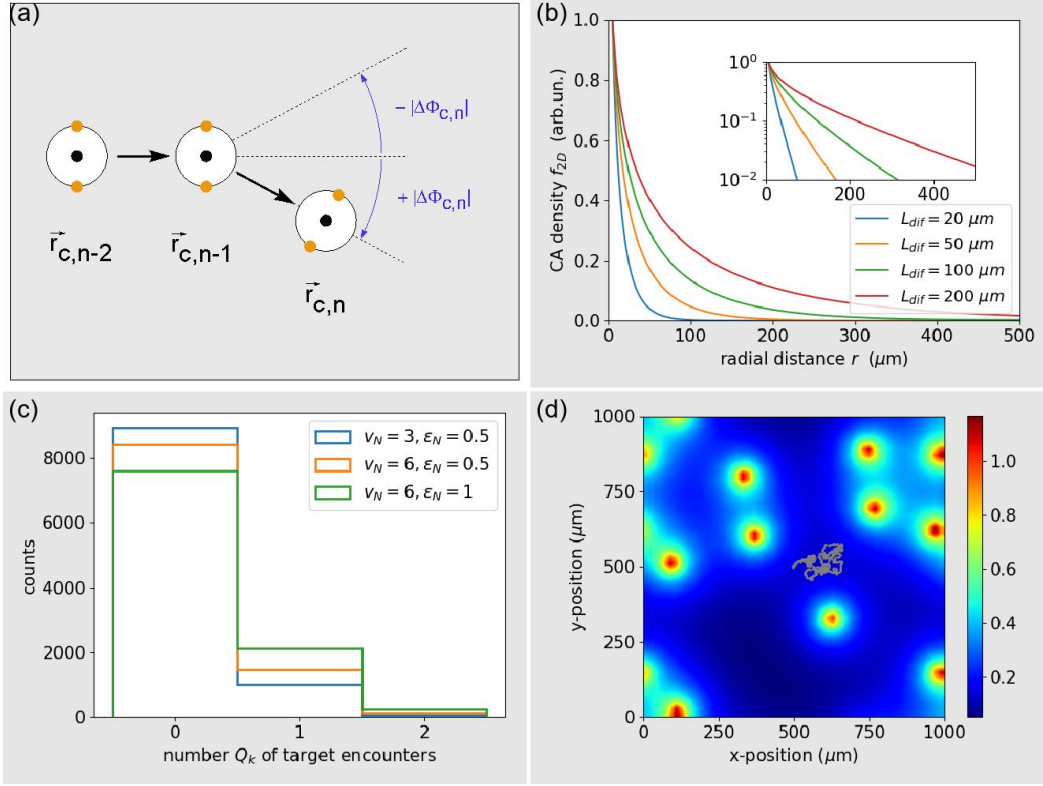 (a)
− |ΔΦc,n|
+ |ΔΦc,n|
r⃗c,n-2
r⃗c,n-1
r⃗c,n
(b)
CA density f2D (arb.un.)
1.0
0.8
0.6
0.4
0.2
0.0
10⁰
10⁻¹
10⁻²
0 200 400
Ldif = 20 μm
Ldif = 50 μm
Ldif = 100 μm
Ldif = 200 μm
0 100 200 300 400 500
radial distance r (μm)
(c)
counts
8000
6000
4000
2000
0
vN = 3, εN = 0.5
vN = 6, εN = 0.5
vN = 6, εN = 1
0 1 2
number Qk of target encounters
(d)
y-position (μm)
1000
750
500
250
0
0 250 500 750 1000
x-position (μm)
1.0
0.8
0.6
0.4
0.2